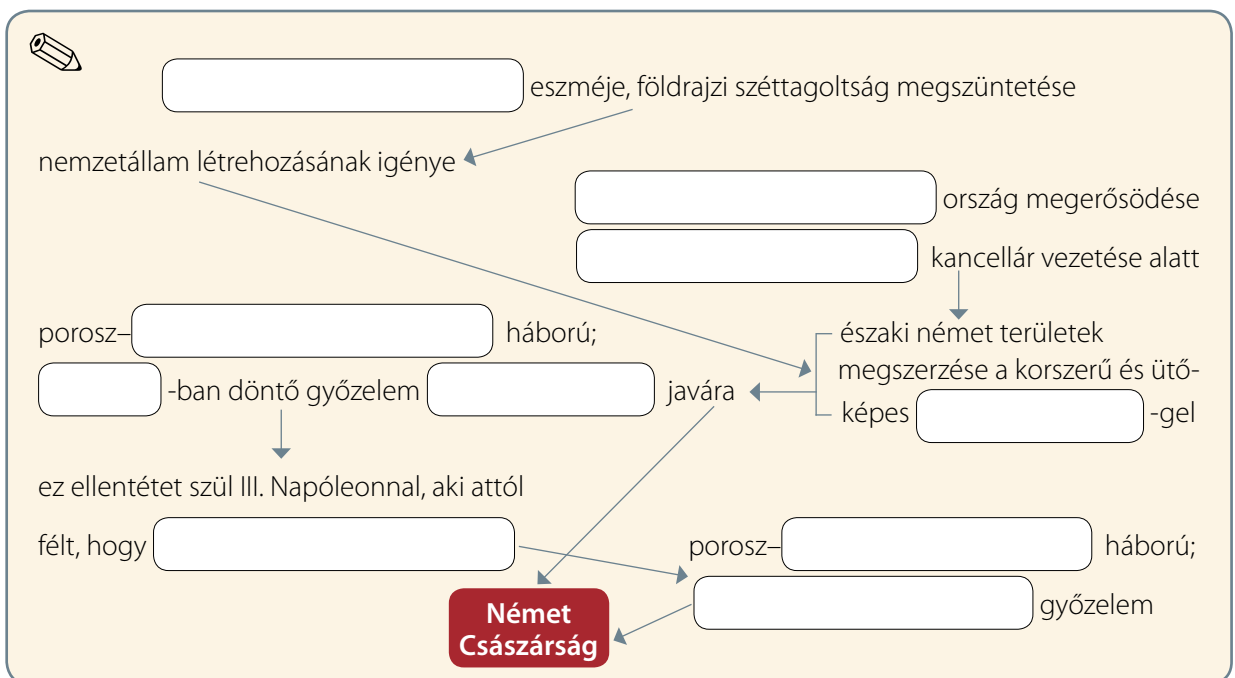 eszméje, földrajzi széttagoltság megszüntetése
nemzetállam létrehozásának igénye
ország megerősödése
kancellár vezetése alatt
porosz– háború;
-ban döntő győzelem javára
északi német területek
megszerzése a korszerű és ütő-
képes -gel
ez ellentétet szül III. Napóleonnal, aki attól
félt, hogy
porosz– háború;
győzelem
Német
Császárság